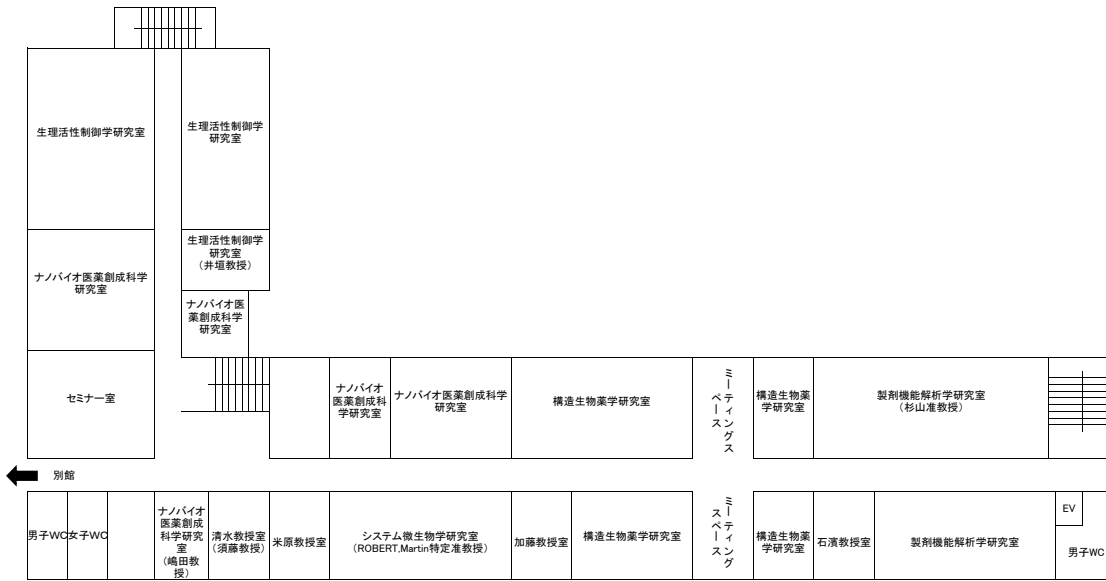 生理活性制御学研究室
生理活性制御学
研究室
生理活性制御学
研究室
(井垣教授)
ナノバイオ医薬創成科学
研究室
ナノバイオ医
薬創成科学
研究室
セミナー室
ナノバイオ
医薬創成科
学研究室
ナノバイオ医薬創成科学
研究室
構造生物薬学研究室
ミーティングス
ペース
構造生物薬
学研究室
製剤機能解析学研究室
(杉山准教授)
別館
男子WC
女子WC
ナノバイオ
医薬創成
科学研究
室
(嶋田教
授)
清水教授室
(須藤教授)
米原教授室
システム微生物学研究室
(ROBERT,Martin特定准教授)
加藤教授室
構造生物薬学研究室
ミーティング
スペース
構造生物薬
学研究室
石濱教授室
製剤機能解析学研究室
EV
男子WC